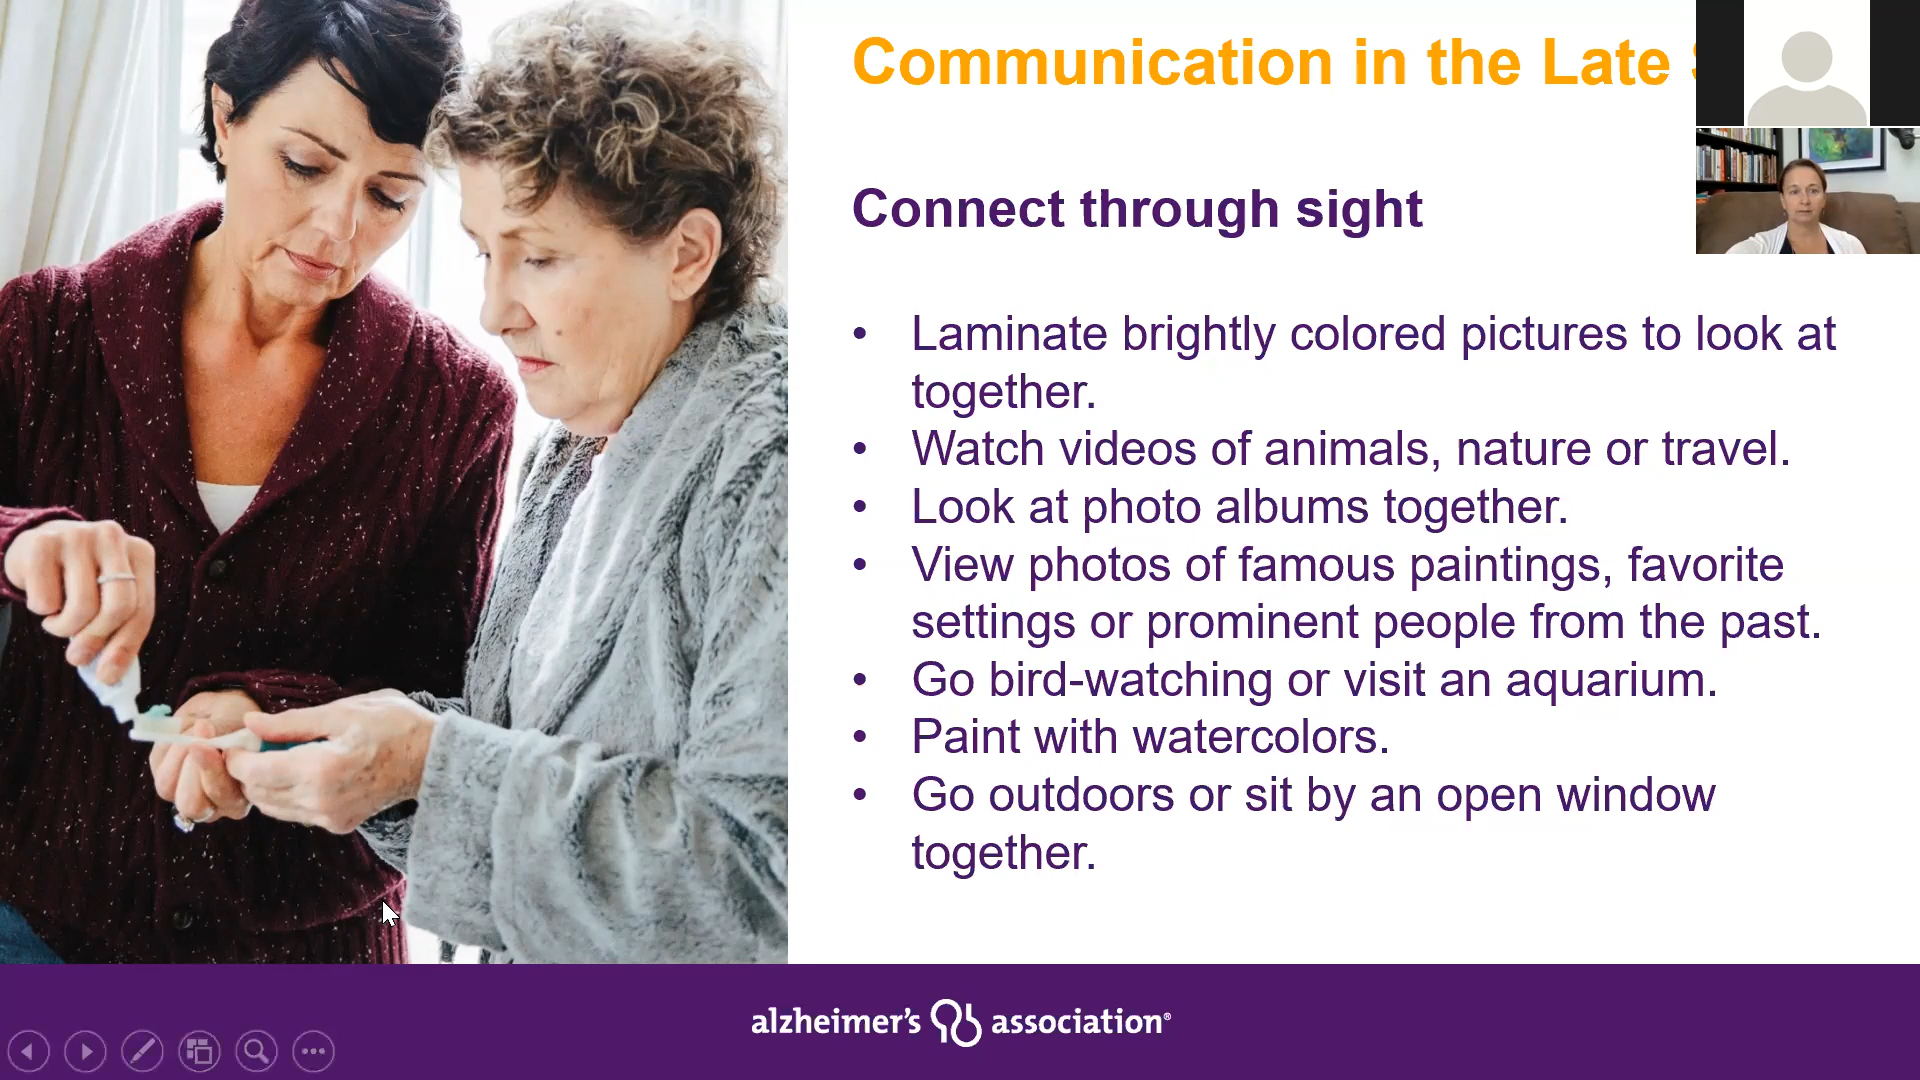 Communication in the Late
Connect through sight
• Laminate brightly colored pictures to look at
together.
• Watch videos of animals, nature or travel.
• Look at photo albums together.
• View photos of famous paintings, favorite
settings or prominent people from the past.
• Go bird-watching or visit an aquarium.
• Paint with watercolors.
• Go outdoors or sit by an open window
together.
alzheimer's association®